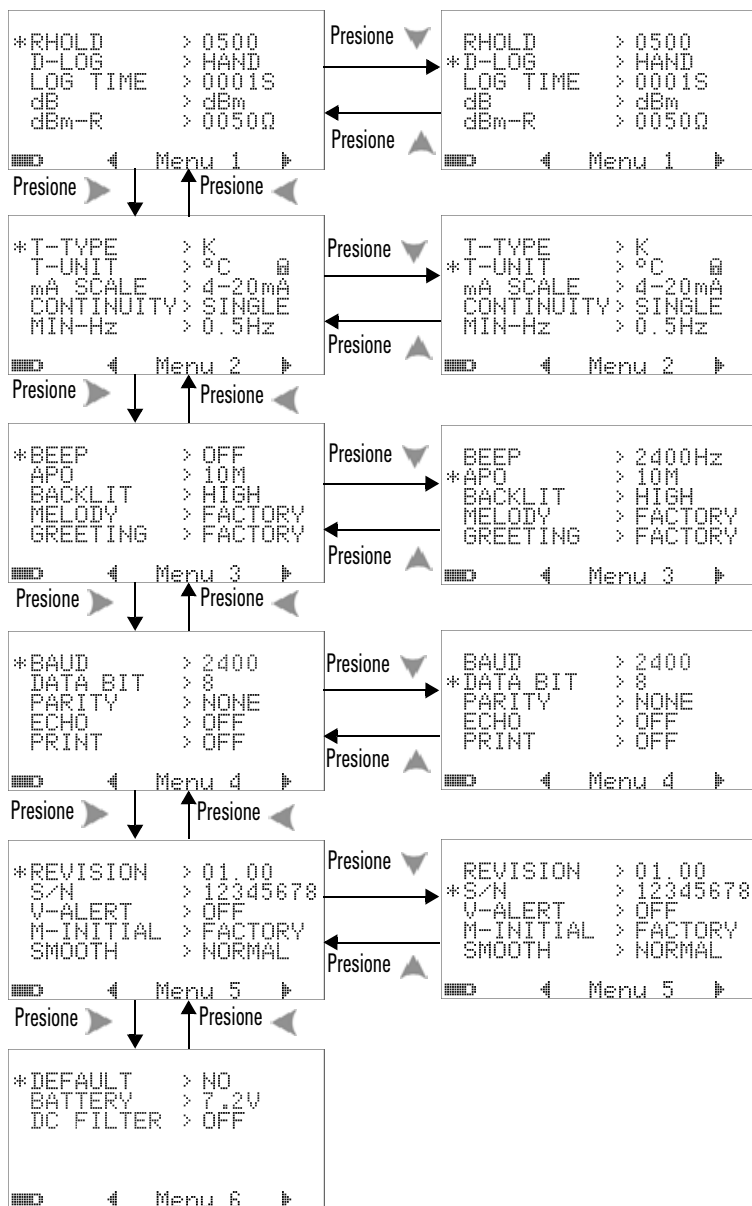 *RHOLD > 0500
D-LOG > HAND
LOG TIME > 0001S
dB > dBm
dBm-R > 0050Ω
Menu 1
Presione
Presione
RHOLD > 0500
*D-LOG > HAND
LOG TIME > 0001S
dB > dBm
dBm-R > 0050Ω
Menu 1
Presione
Presione
*T-TYPE > K
T-UNIT > °C
mA SCALE > 4-20mA
CONTINUITY> SINGLE
MIN-Hz > 0.5Hz
Menu 2
Presione
Presione
T-TYPE > K
*T-UNIT > °C
mA SCALE > 4-20mA
CONTINUITY> SINGLE
MIN-Hz > 0.5Hz
Menu 2
Presione
Presione
*BEEP > OFF
APO > 10M
BACKLIT > HIGH
MELODY > FACTORY
GREETING > FACTORY
Menu 3
Presione
Presione
BEEP > 2400Hz
*APO > 10M
BACKLIT > HIGH
MELODY > FACTORY
GREETING > FACTORY
Menu 3
Presione
Presione
*BAUD > 2400
DATA BIT > 8
PARITY > NONE
ECHO > OFF
PRINT > OFF
Menu 4
Presione
Presione
BAUD > 2400
*DATA BIT > 8
PARITY > NONE
ECHO > OFF
PRINT > OFF
Menu 4
Presione
Presione
*REVISION > 01.00
S/N > 12345678
V-ALERT > OFF
M-INITIAL > FACTORY
SMOOTH > NORMAL
Menu 5
Presione
Presione
REVISION > 01.00
*S/N > 12345678
V-ALERT > OFF
M-INITIAL > FACTORY
SMOOTH > NORMAL
Menu 5
Presione
Presione
*DEFAULT > NO
BATTERY > 7.2V
DC FILTER > OFF
Menu 6